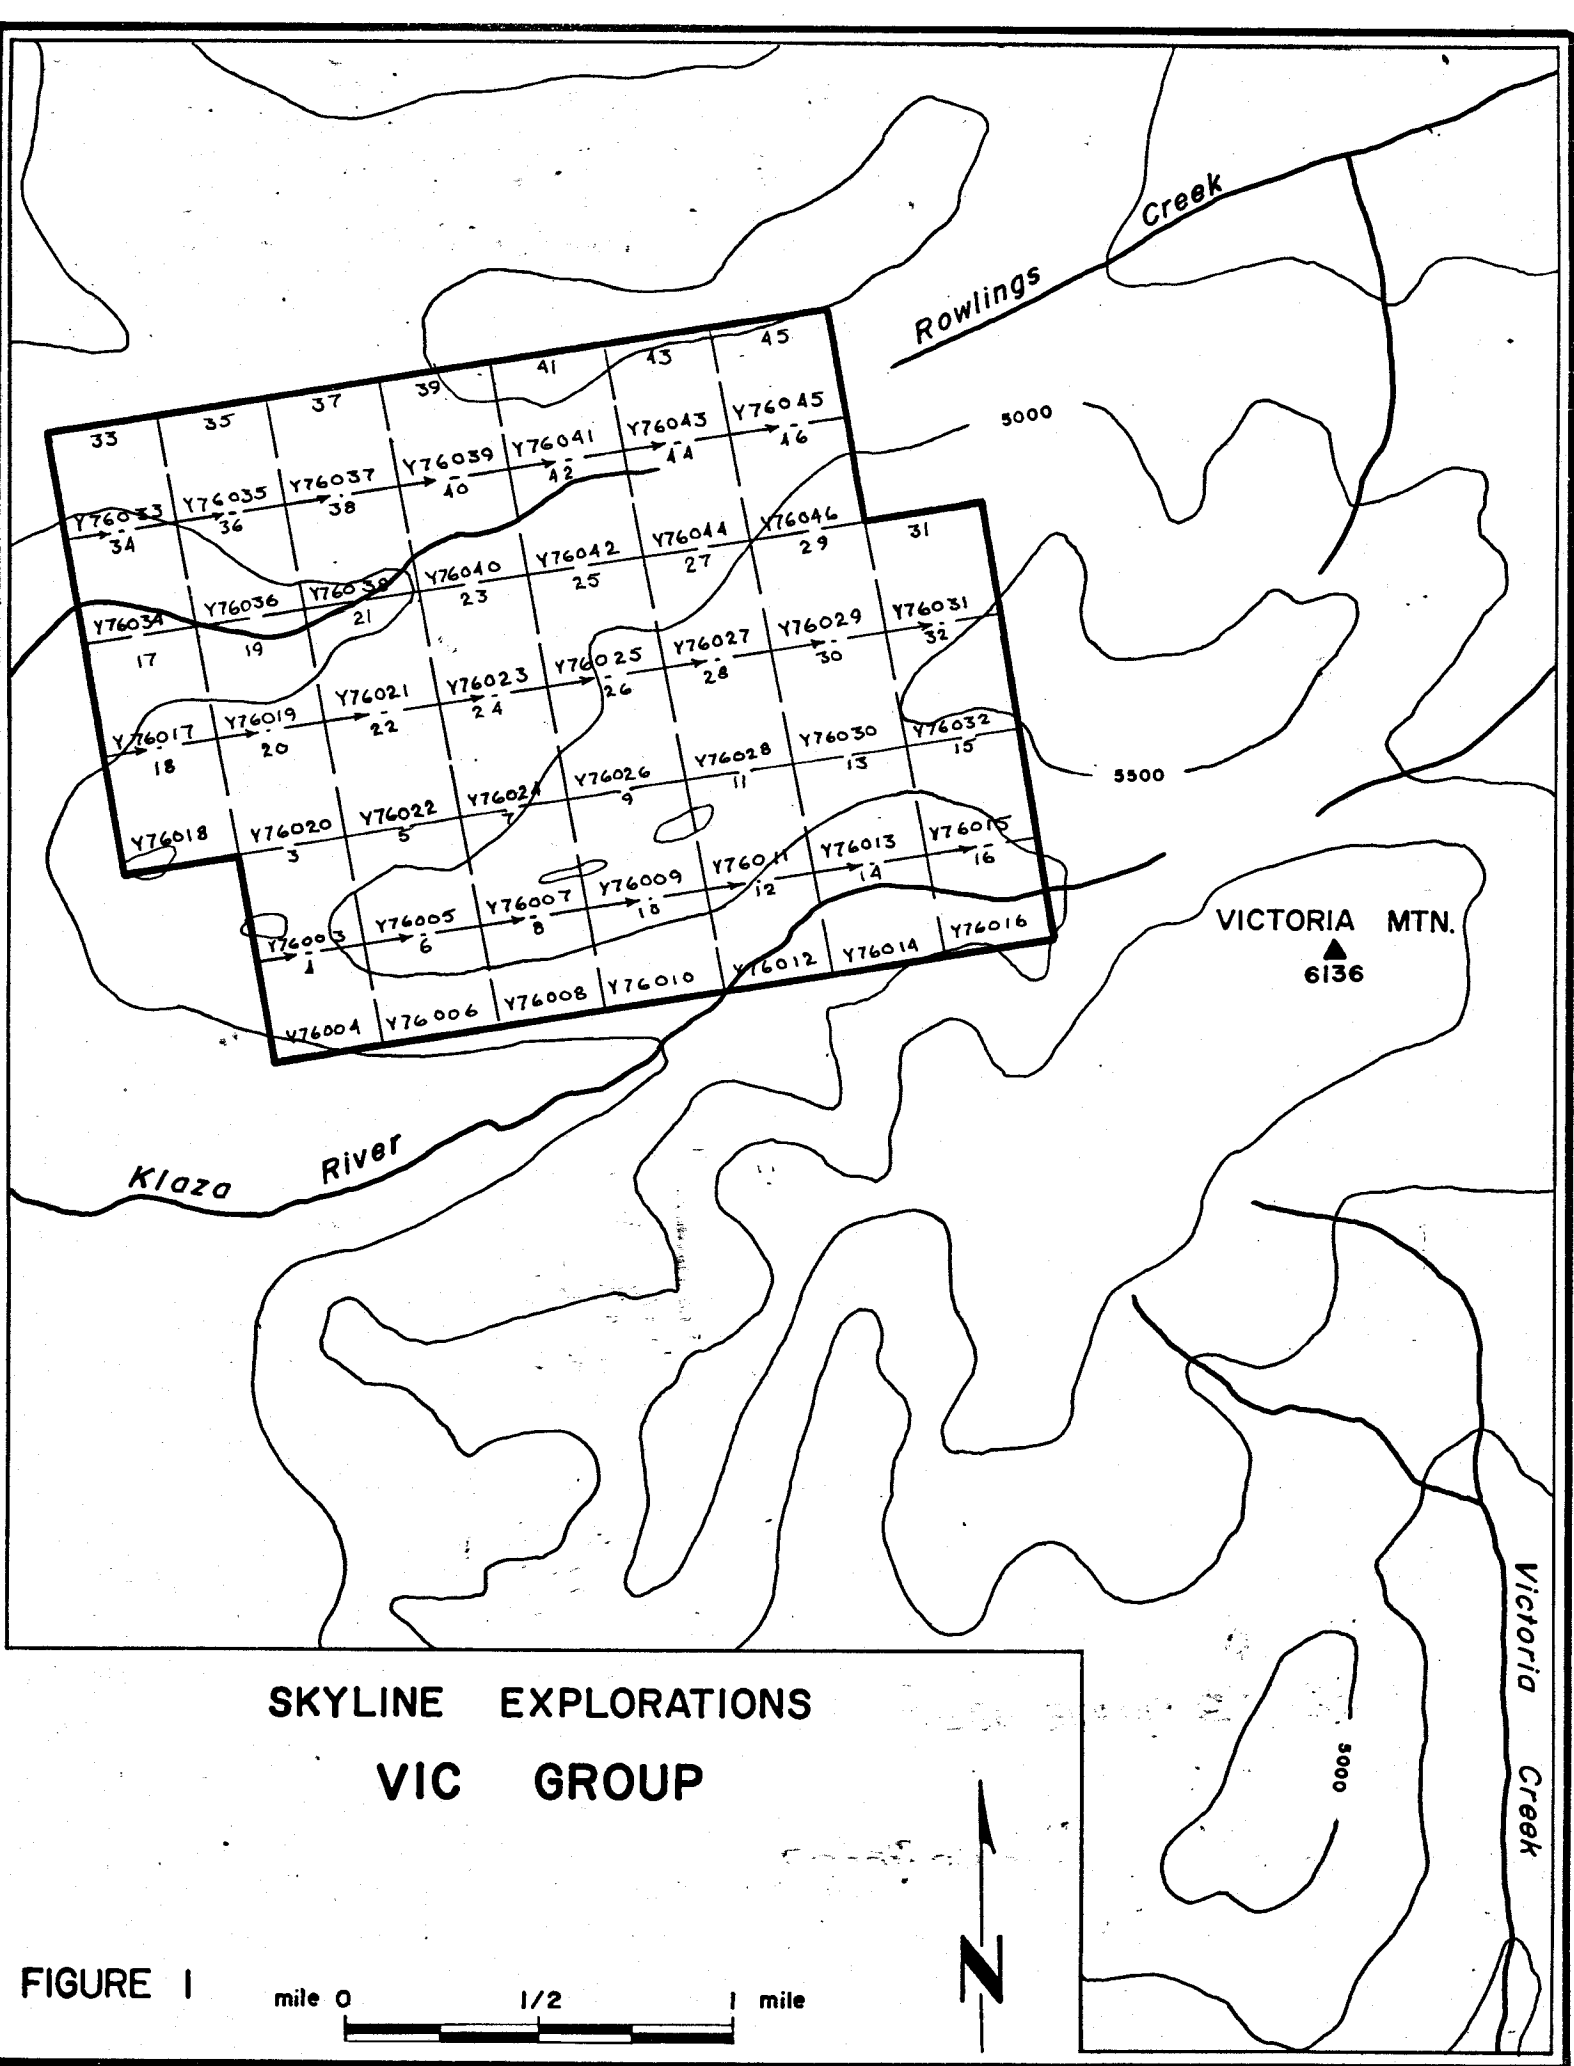 Rowlings Creek
33 35 37 39 41 43 45
Y76033 Y76035 Y76037 Y76039 Y76041 Y76043 Y76045
34 36 38 40 42 44 46
5000
Y76034 Y76036 Y76038 Y76040 Y76042 Y76044 Y76046
17 19 21 23 25 27 29 31
Y76017 Y76019 Y76021 Y76023 Y76025 Y76027 Y76029 Y76031
18 20 22 24 26 28 30 32
Y76018 Y76020 Y76022 Y76024 Y76026 Y76028 Y76030 Y76032
3 5 7 9 11 13 15
5500
Y76003 Y76005 Y76007 Y76009 Y76011 Y76013 Y76015
4 6 8 10 12 14 16
Y76004 Y76006 Y76008 Y76010 Y76012 Y76014 Y76016
VICTORIA MTN.
6136
Klaza River
Victoria Creek
5000
SKYLINE EXPLORATIONS
VIC GROUP
N
FIGURE 1
mile 0 1/2 1 mile